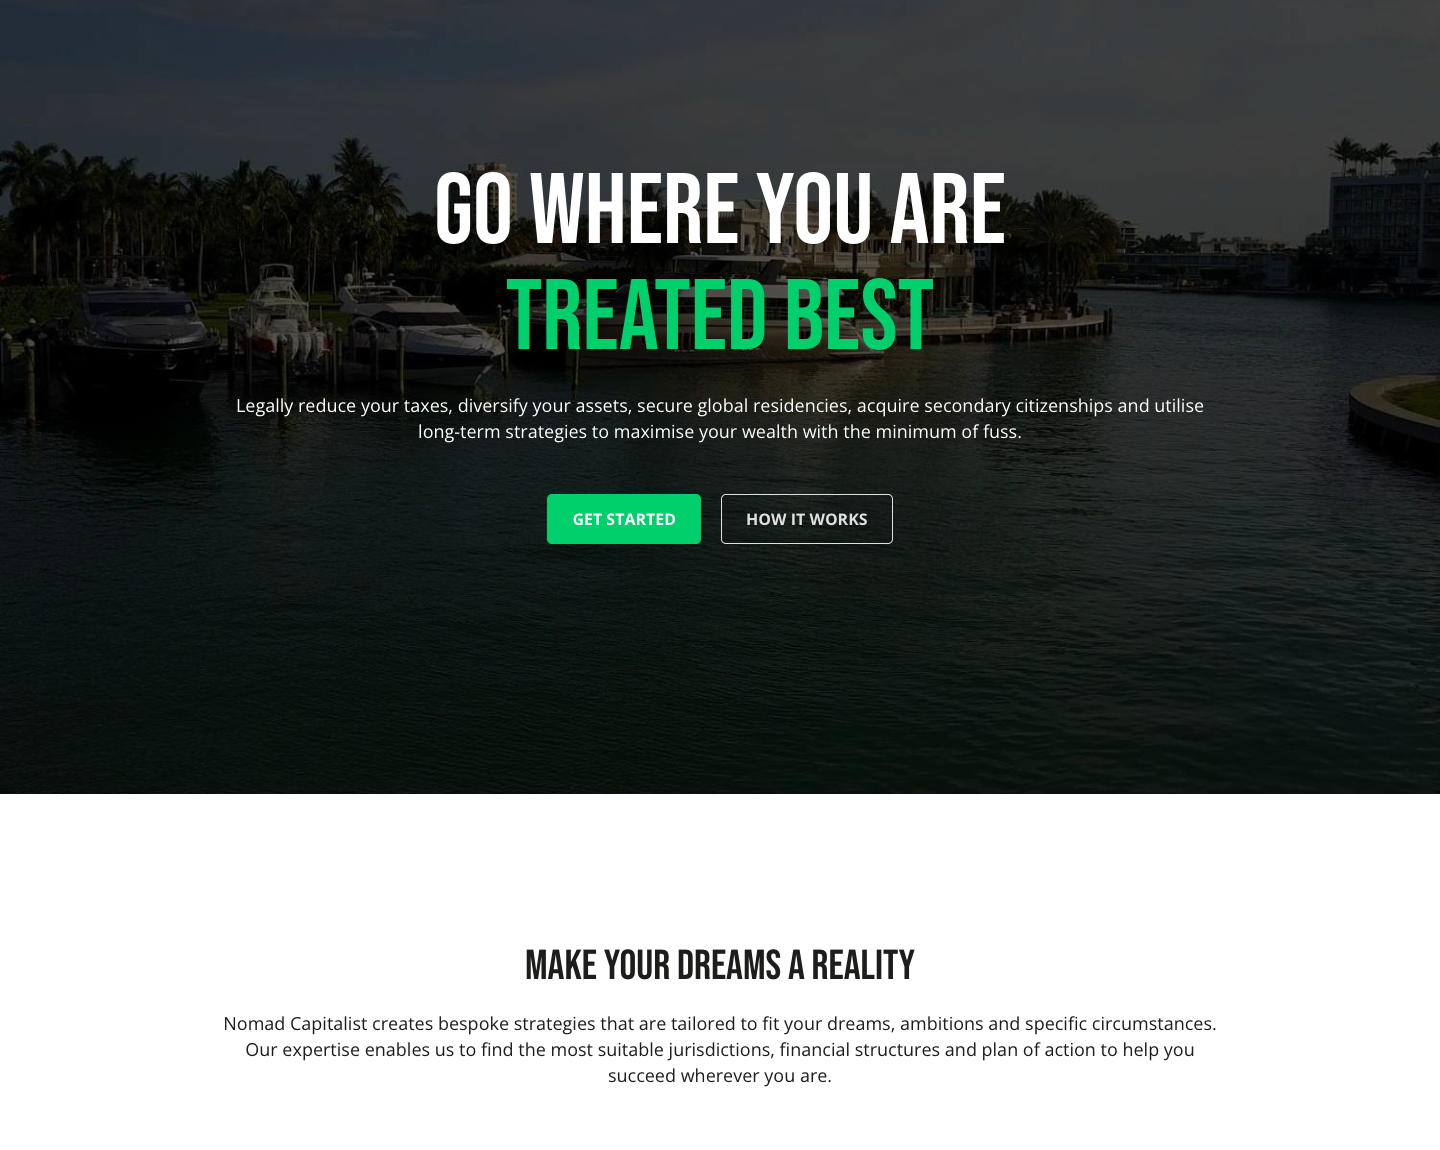 GO WHERE YOU ARE
TREATED BEST
Legally reduce your taxes, diversify your assets, secure global residencies, acquire secondary citizenships and utilise
long-term strategies to maximise your wealth with the minimum of fuss.
GET STARTED
HOW IT WORKS
MAKE YOUR DREAMS A REALITY
Nomad Capitalist creates bespoke strategies that are tailored to fit your dreams, ambitions and specific circumstances.
Our expertise enables us to find the most suitable jurisdictions, financial structures and plan of action to help you
succeed wherever you are.